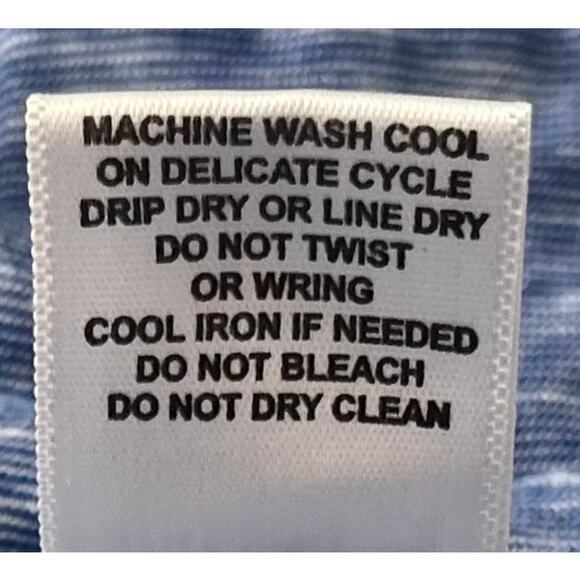 MACHINE WASH COOL
ON DELICATE CYCLE
DRIP DRY OR LINE DRY
DO NOT TWIST
OR WRING
COOL IRON IF NEEDED
DO NOT BLEACH
DO NOT DRY CLEAN